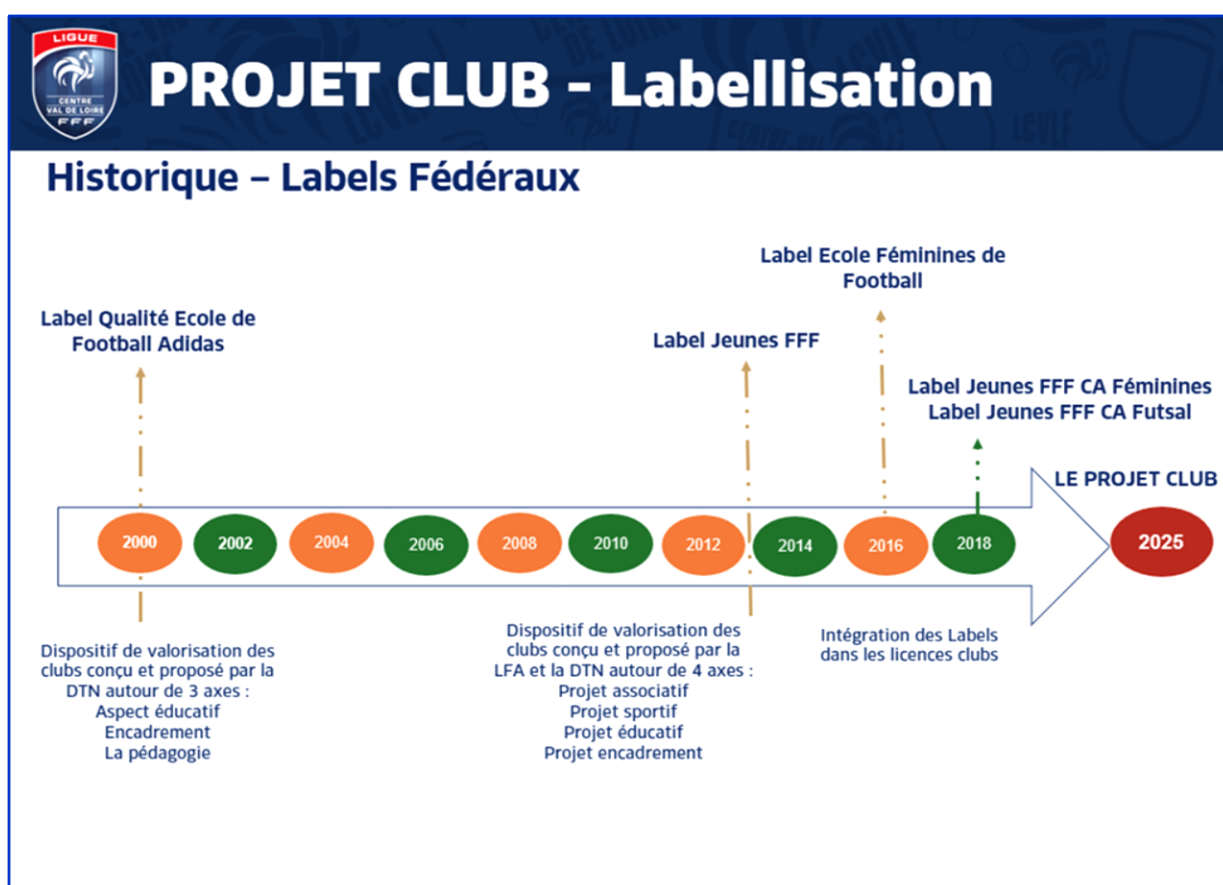 LIGUE
CENTRE
VAL DE LOIRE
FFF
PROJET CLUB - Labellisation
Historique – Labels Fédéraux
Label Qualité Ecole de
Football Adidas
Label Jeunes FFF
Label Ecole Féminines de
Football
Label Jeunes FFF CA Féminines
Label Jeunes FFF CA Futsal
LE PROJET CLUB
2000
2002
2004
2006
2008
2010
2012
2014
2016
2018
2025
Dispositif de valorisation des
clubs conçu et proposé par la
DTN autour de 3 axes :
Aspect éducatif
Encadrement
La pédagogie
Dispositif de valorisation des
clubs conçu et proposé par la
LFA et la DTN autour de 4 axes :
Projet associatif
Projet sportif
Projet éducatif
Projet encadrement
Intégration des Labels
dans les licences clubs